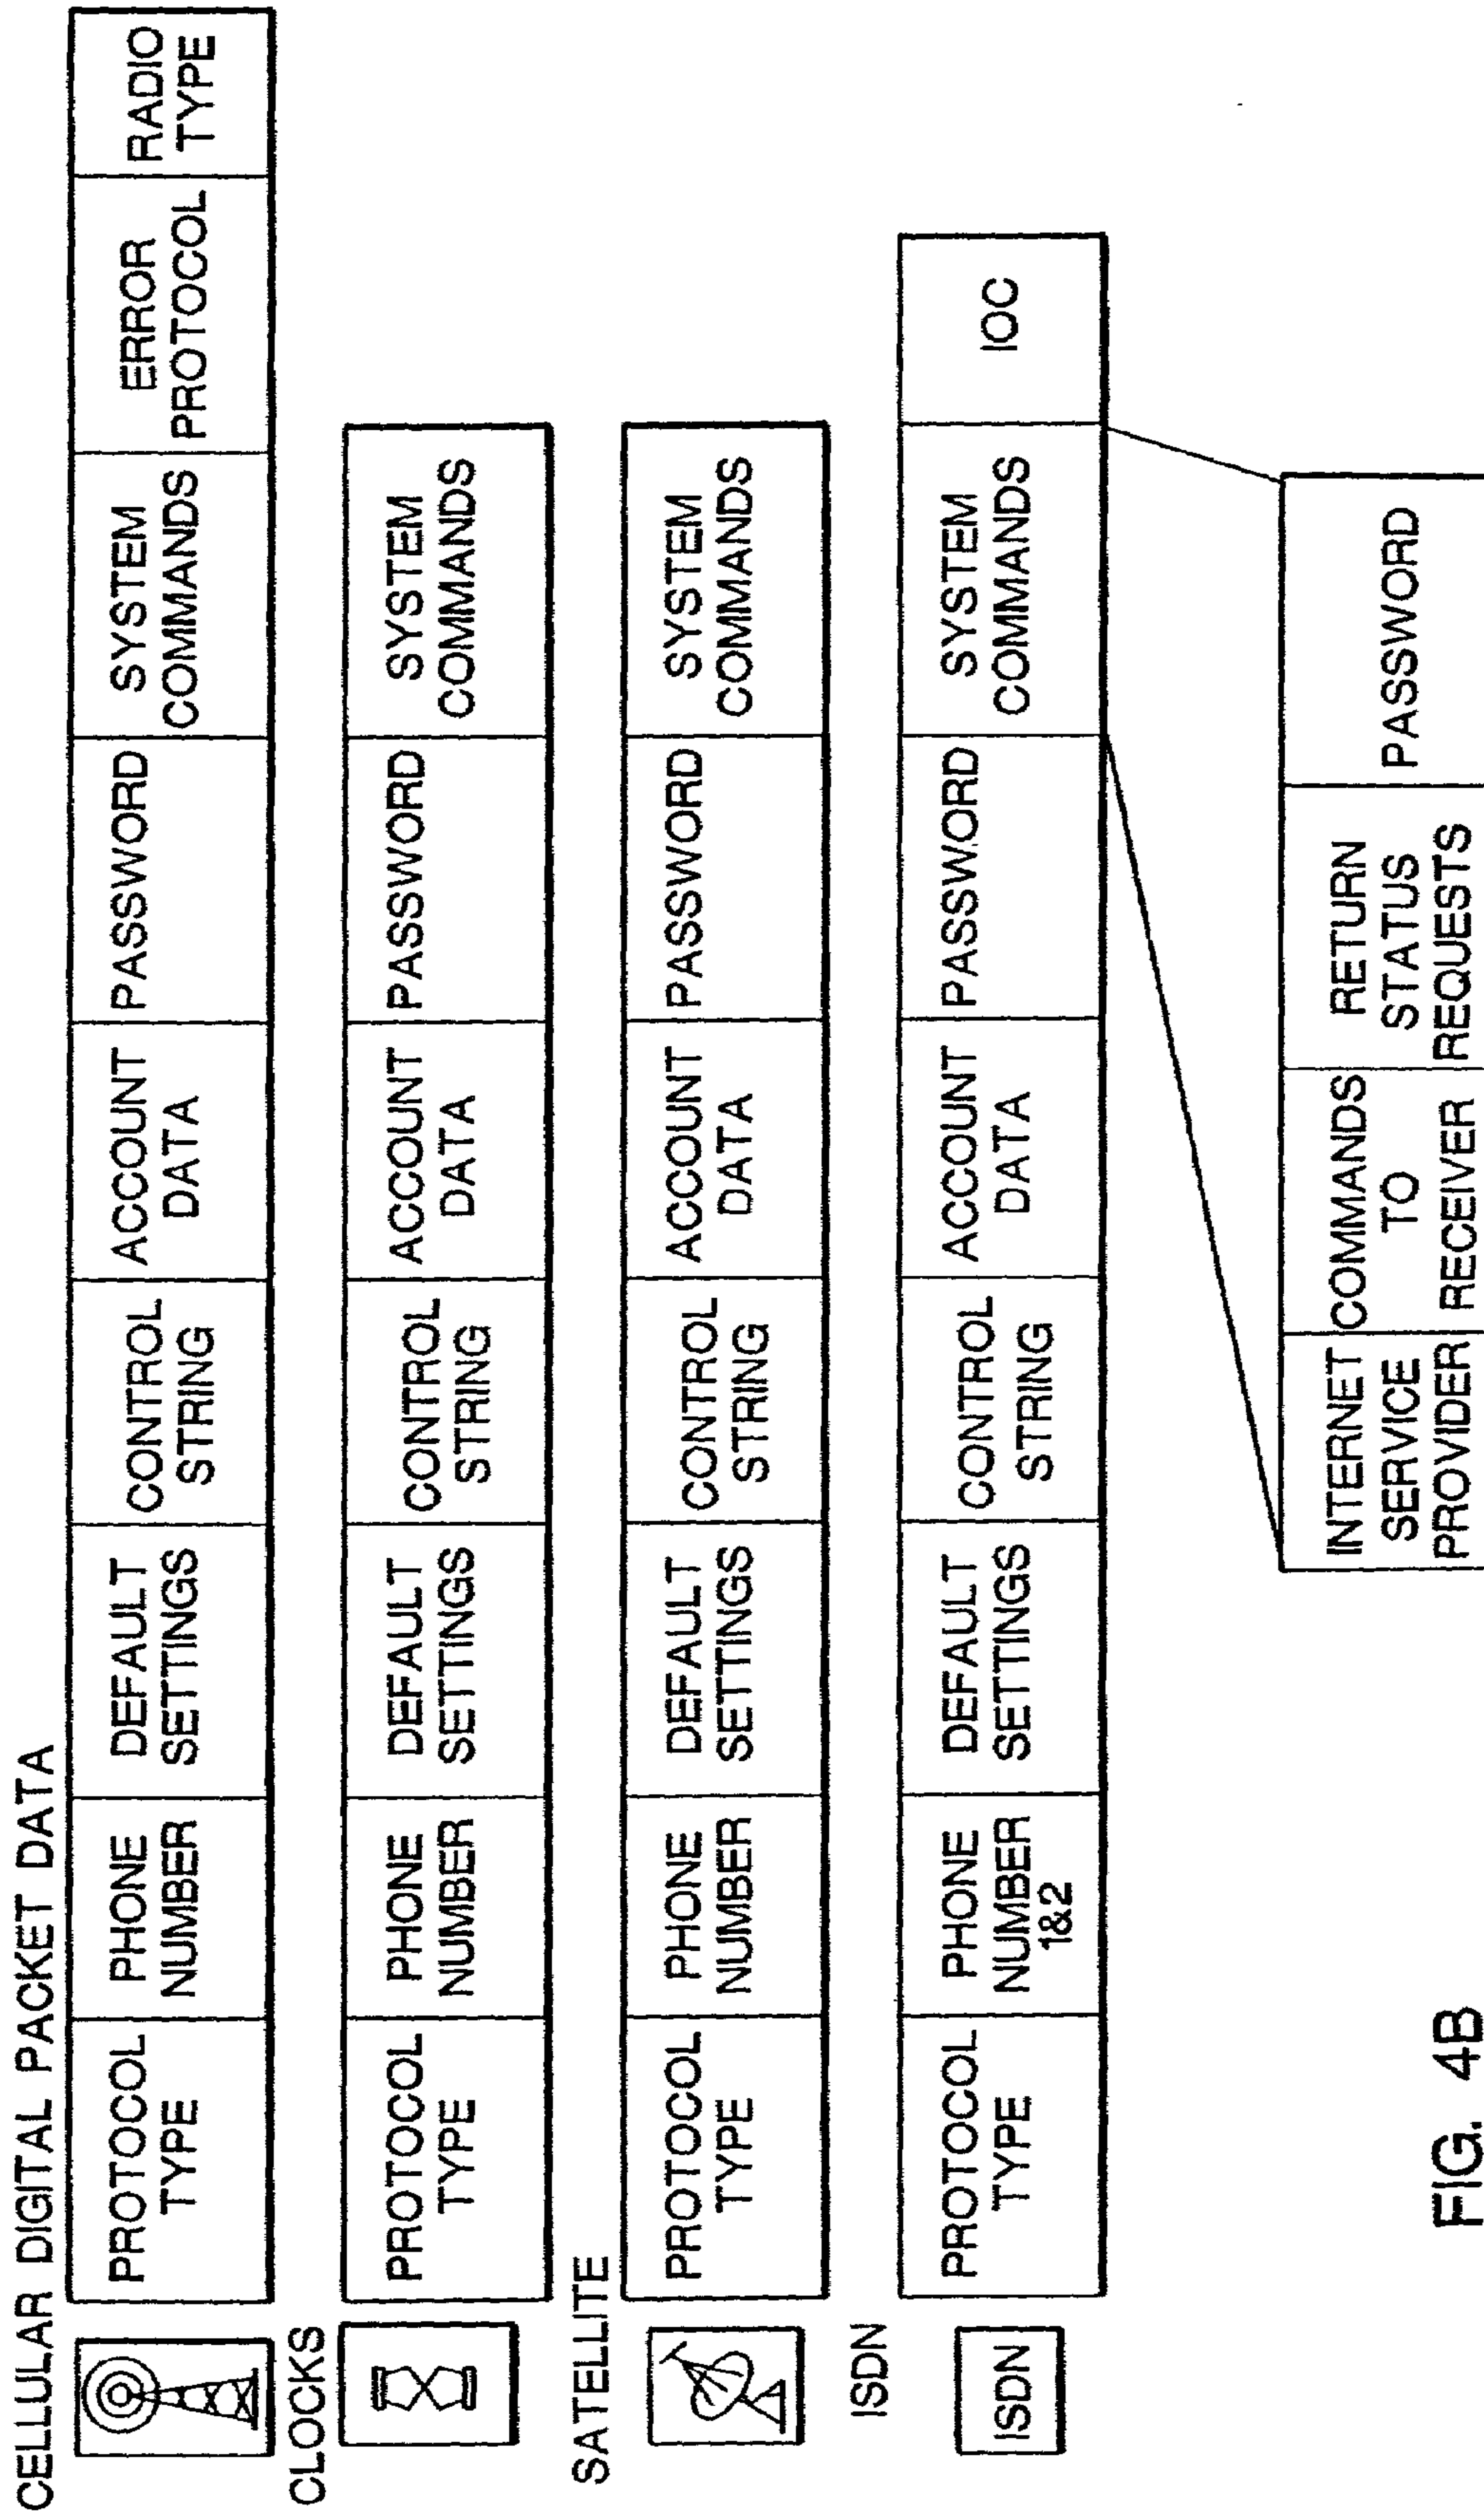 CELLULAR DIGITAL PACKET DATA
PROTOCOL
TYPE
PHONE
NUMBER
DEFAULT
SETTINGS
CONTROL
STRING
ACCOUNT
DATA
PASSWORD
SYSTEM
COMMANDS
ERROR
PROTOCOL
RADIO
TYPE
CLOCKS
PROTOCOL
TYPE
PHONE
NUMBER
DEFAULT
SETTINGS
CONTROL
STRING
ACCOUNT
DATA
PASSWORD
SYSTEM
COMMANDS
SATELLITE
PROTOCOL
TYPE
PHONE
NUMBER
DEFAULT
SETTINGS
CONTROL
STRING
ACCOUNT
DATA
PASSWORD
SYSTEM
COMMANDS
ISDN
ISDN
PROTOCOL
TYPE
PHONE
NUMBER
1&2
DEFAULT
SETTINGS
CONTROL
STRING
ACCOUNT
DATA
PASSWORD
SYSTEM
COMMANDS
IOC
INTERNET
SERVICE
PROVIDER
COMMANDS
TO
RECEIVER
RETURN
STATUS
REQUESTS
PASSWORD
FIG. 4B